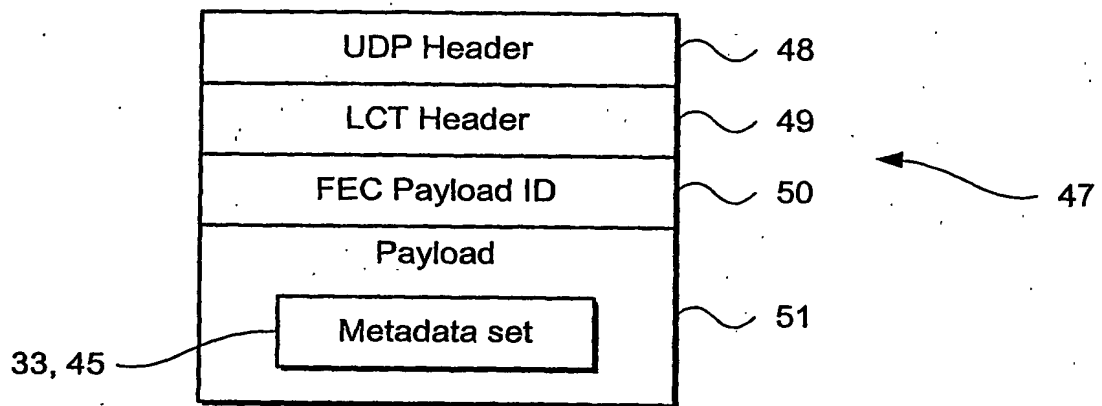 UDP Header
48
LCT Header
49
FEC Payload ID
50
47
Payload
Metadata set
51
33, 45